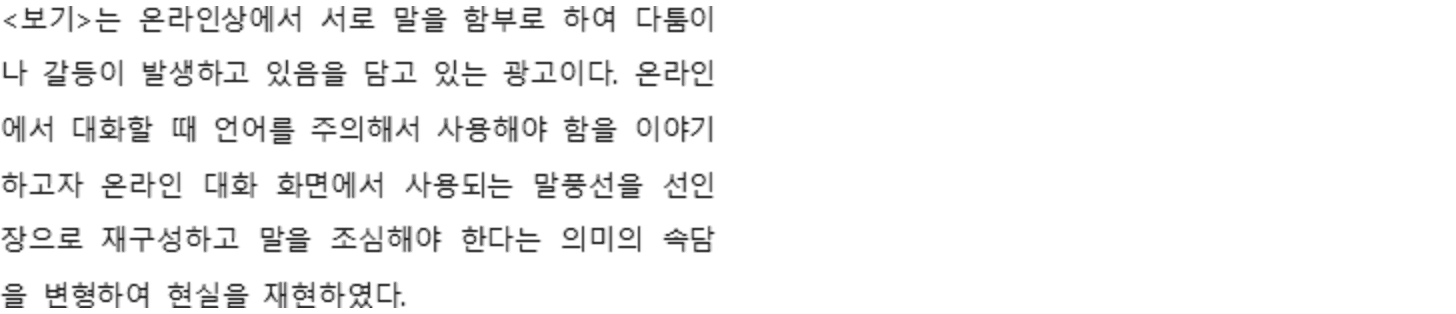 <보기>는 온라인상에서 서로 말을 함부로 하여 다툼이
나 갈등이 발생하고 있음을 담고 있는 광고이다. 온라인
에서 대화할 때 언어를 주의해서 사용해야 함을 이야기
하고자 온라인 대화 화면에서 사용되는 말풍선을 선인
장으로 재구성하고 말을 조심해야 한다는 의미의 속담
을 변형하여 현실을 재현하였다.